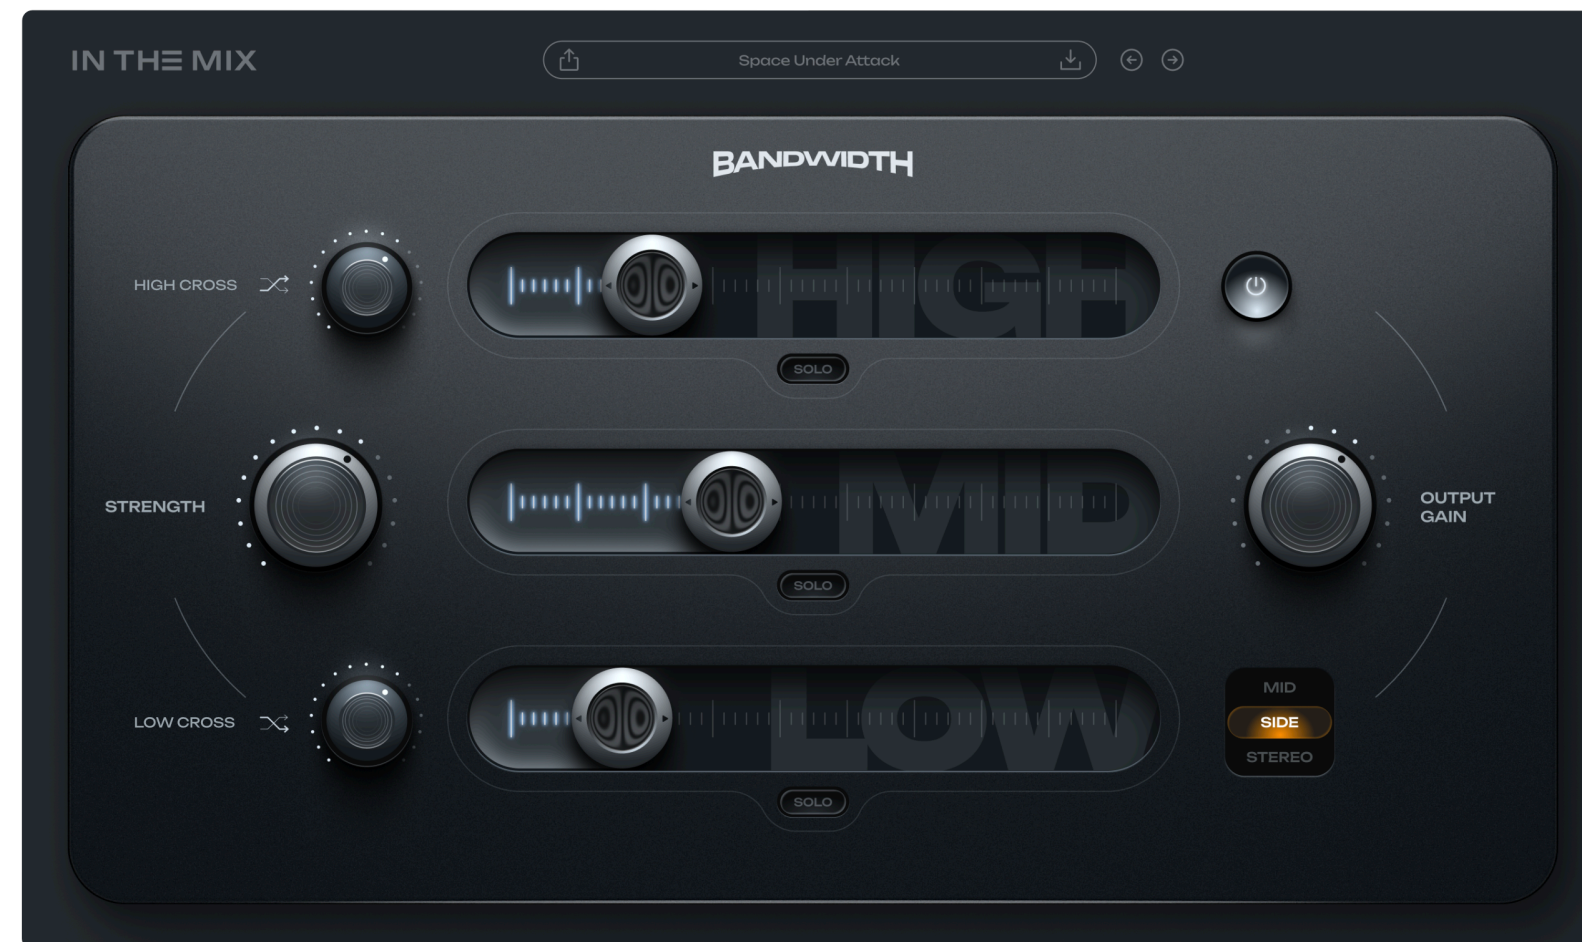 IN THE MIX
Space Under Attack
BANDWIDTH
HIGH CROSS
HIGH
SOLO
STRENGTH
MID
OUTPUT
GAIN
SOLO
LOW CROSS
LOW
MID
SIDE
STEREO
SOLO